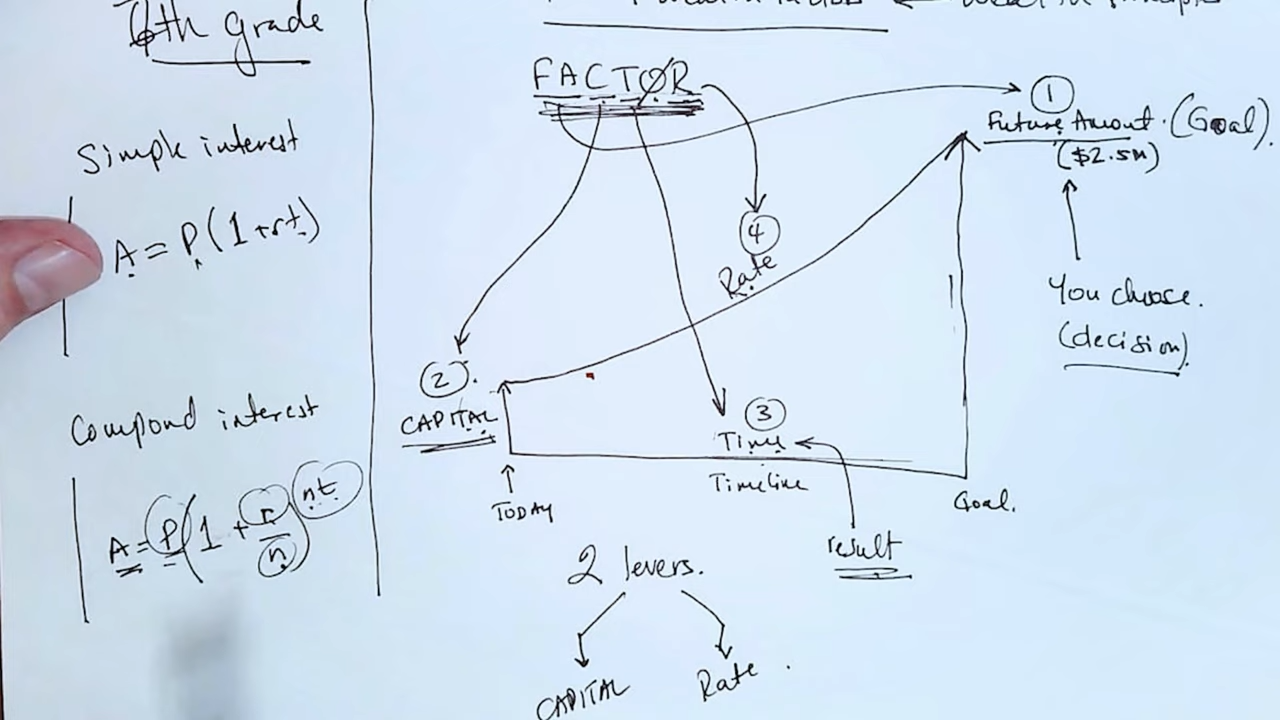 6th grade
Simple interest
A = P(1+rt)
Compound interest
A = P(1 + r/n)^nt
FACTOR
①
Future Amount. (Goal).
($2.5M)
You choose.
(decision)
④
Rate
②.
CAPITAL
③
Time
Timeline
↑
TODAY
Goal.
result
2 levers.
CAPITAL
Rate.